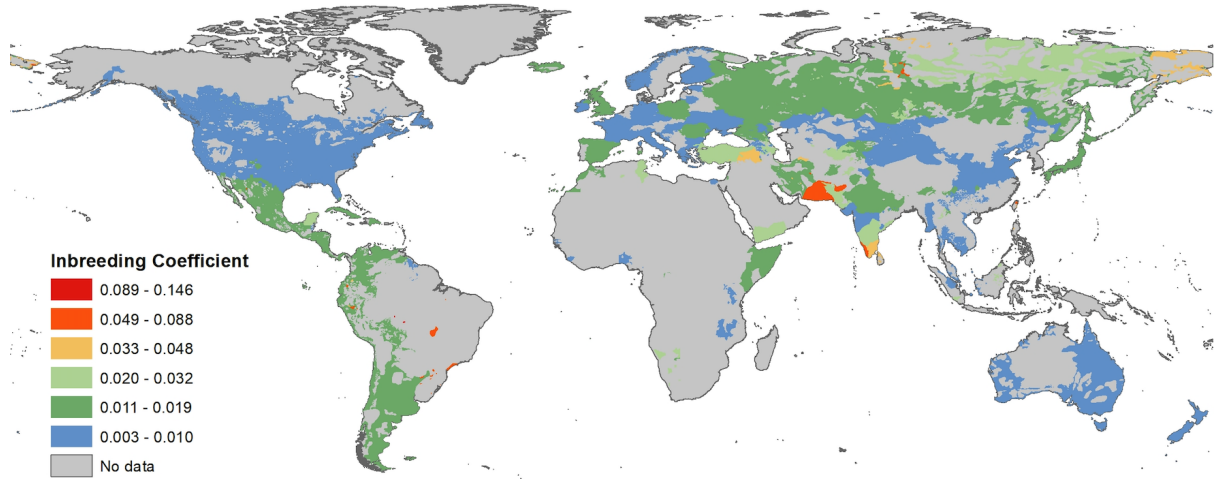 Inbreeding Coefficient
0.089 - 0.146
0.049 - 0.088
0.033 - 0.048
0.020 - 0.032
0.011 - 0.019
0.003 - 0.010
No data